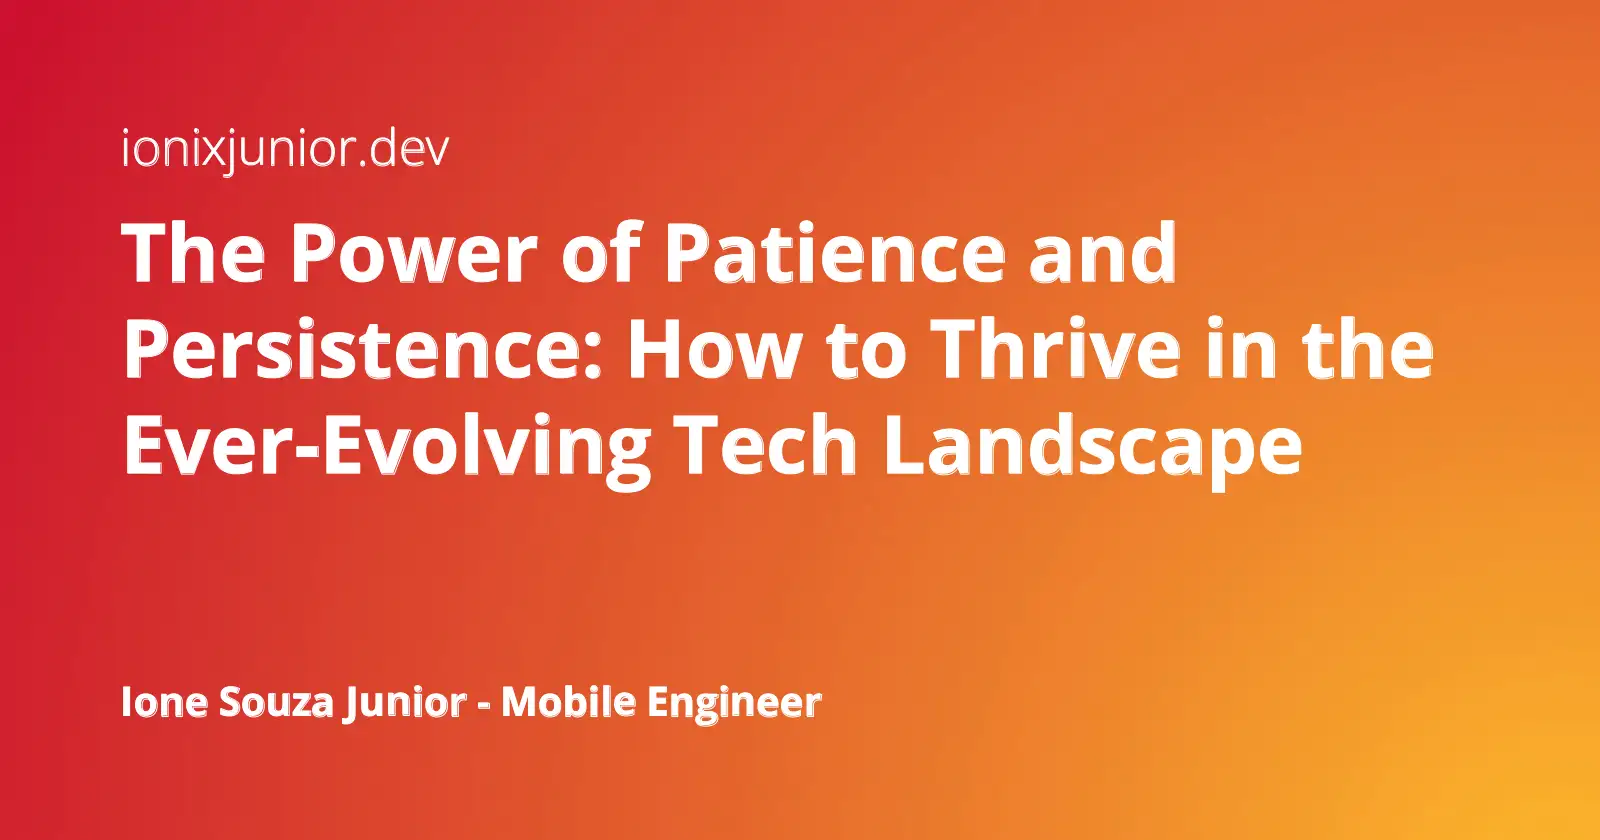 ionixjunior.dev
The Power of Patience and
Persistence: How to Thrive in the
Ever-Evolving Tech Landscape
Ione Souza Junior - Mobile Engineer